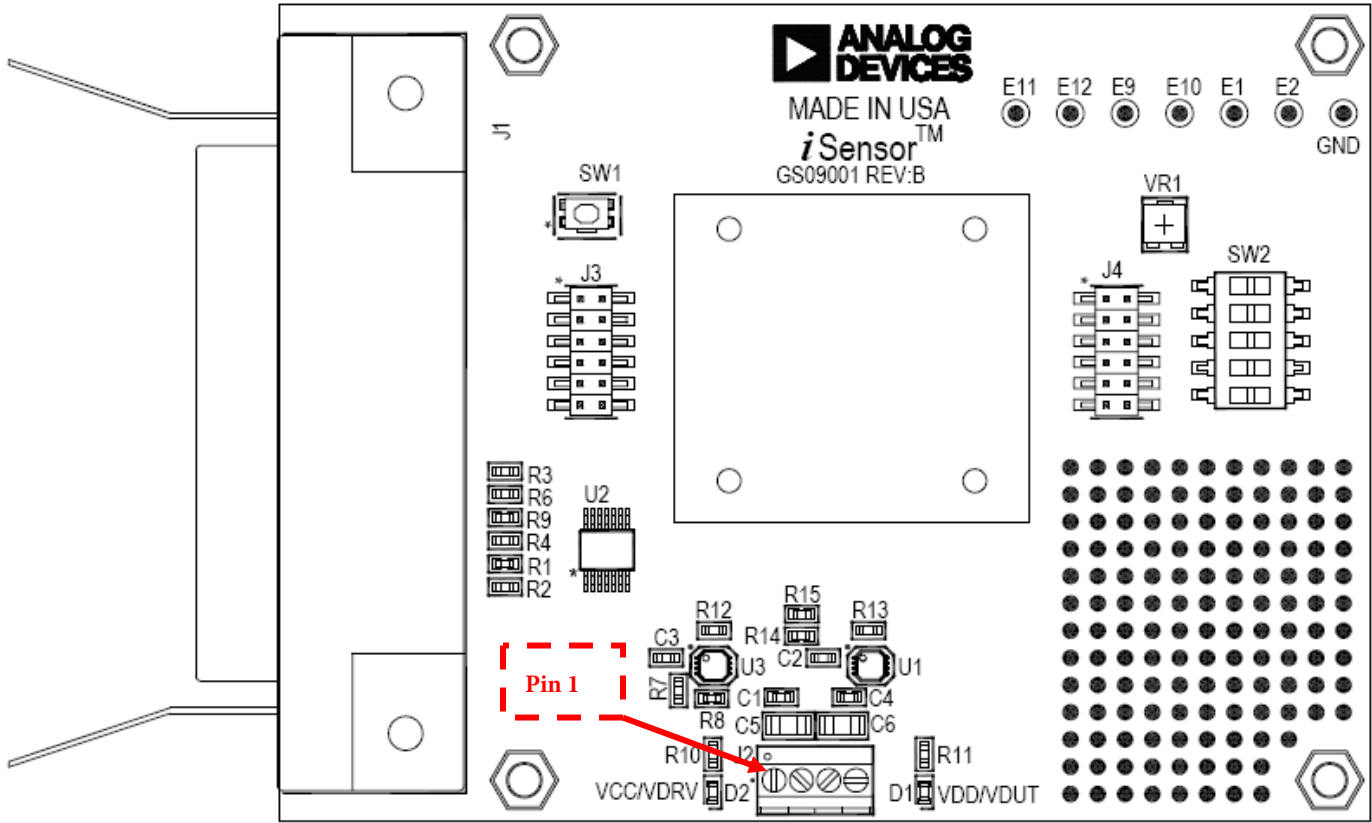 ANALOG
DEVICES
MADE IN USA
iSensor™
GS09001 REV:B
E11 E12 E9 E10 E1 E2
GND
J1
SW1
VR1
SW2
J3
J4
R3
R6
R9
R4
R1
R2
U2
R15
R12
R13
R14
C3
C2
U3
U1
Pin 1
R7
C1
C4
R8
C5
C6
R10
J2
R11
VCC/VDRV
D2
D1
VDD/VDUT